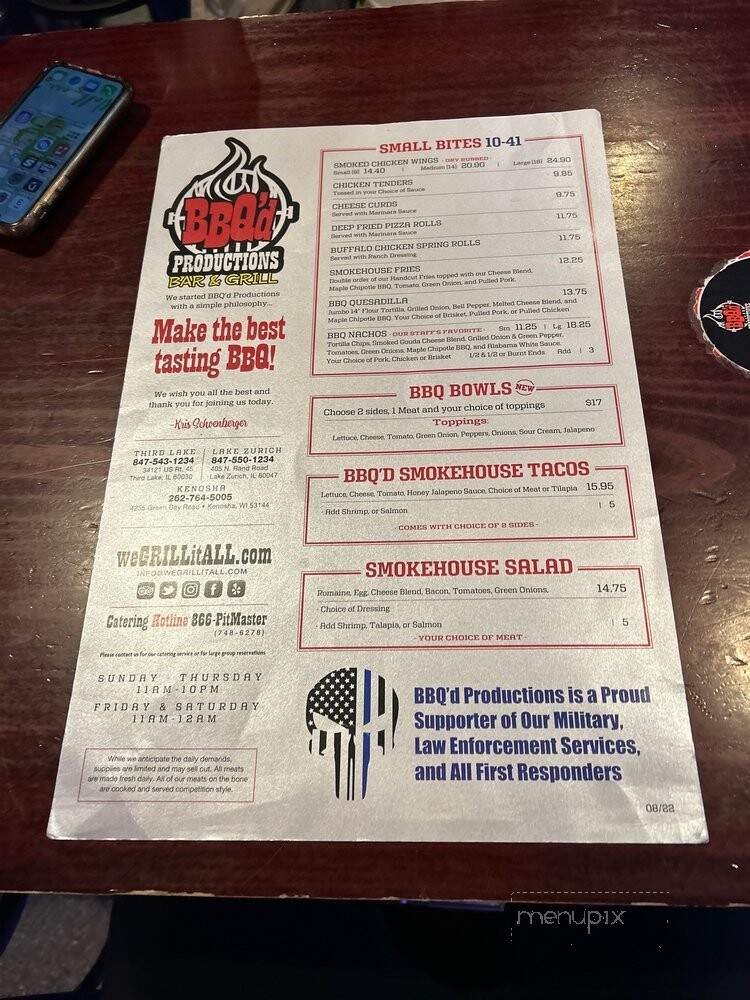 BBQ'd
PRODUCTIONS
BAR & GRILL
We started BBQ'd Productions
with a simple philosophy...
Make the best
tasting BBQ!
We wish you all the best and
thank you for joining us today.
-Kris Schoenberger
THIRD LAKE
847-543-1234
34121 US Rt. 45
Third Lake, IL 60030
LAKE ZURICH
847-550-1234
405 N. Rand Road
Lake Zurich, IL 60047
KENOSHA
262-764-5005
4235 Green Bay Road • Kenosha, WI 53144
weGRILLitALL.com
INFO@WEGRILLITALL.COM
Catering Hotline 866-PitMaster
(748-6278)
Please contact us for our catering service or for large group reservations
SUNDAY - THURSDAY
11AM-10PM
FRIDAY & SATURDAY
11AM-12AM
While we anticipate the daily demands,
supplies are limited and may sell out. All meats
are made fresh daily. All of our meats on the bone
are cooked and served competition style.
SMALL BITES 10-41
SMOKED CHICKEN WINGS - DRY RUBBED -
Small (9) 14.40 | Medium (14) 20.90 | Large (18) 24.90
CHICKEN TENDERS 9.85
Tossed in your Choice of Sauce
CHEESE CURDS 9.75
Served with Marinara Sauce
DEEP FRIED PIZZA ROLLS 11.75
Served with Marinara Sauce
BUFFALO CHICKEN SPRING ROLLS 11.75
Served with Ranch Dressing
SMOKEHOUSE FRIES 12.25
Double order of our Handcut Fries topped with our Cheese Blend,
Maple Chipotle BBQ, Tomato, Green Onion, and Pulled Pork.
BBQ QUESADILLA 13.75
Jumbo 14" Flour Tortilla, Grilled Onion, Bell Pepper, Melted Cheese Blend, and
Maple Chipotle BBQ. Your Choice of Brisket, Pulled Pork, or Pulled Chicken
BBQ NACHOS - OUR STAFF'S FAVORITE - Sm 11.25 | Lg 18.25
Tortilla Chips, Smoked Gouda Cheese Blend, Grilled Onion & Green Pepper,
Tomatoes, Green Onions, Maple Chipotle BBQ, and Alabama White Sauce.
Your Choice of Pork, Chicken or Brisket 1/2 & 1/2 or Burnt Ends Add | 3
BBQ BOWLS NEW
Choose 2 sides, 1 Meat and your choice of toppings $17
Toppings:
Lettuce, Cheese, Tomato, Green Onion, Peppers, Onions, Sour Cream, Jalapeno
BBQ'D SMOKEHOUSE TACOS
Lettuce, Cheese, Tomato, Honey Jalapeno Sauce, Choice of Meat or Tilapia 15.95
- Add Shrimp, or Salmon | 5
- COMES WITH CHOICE OF 2 SIDES -
SMOKEHOUSE SALAD
Romaine, Egg, Cheese Blend, Bacon, Tomatoes, Green Onions. 14.75
- Choice of Dressing
- Add Shrimp, Talapia, or Salmon | 5
- YOUR CHOICE OF MEAT -
BBQ'd Productions is a Proud
Supporter of Our Military,
Law Enforcement Services,
and All First Responders
08/22
menupix